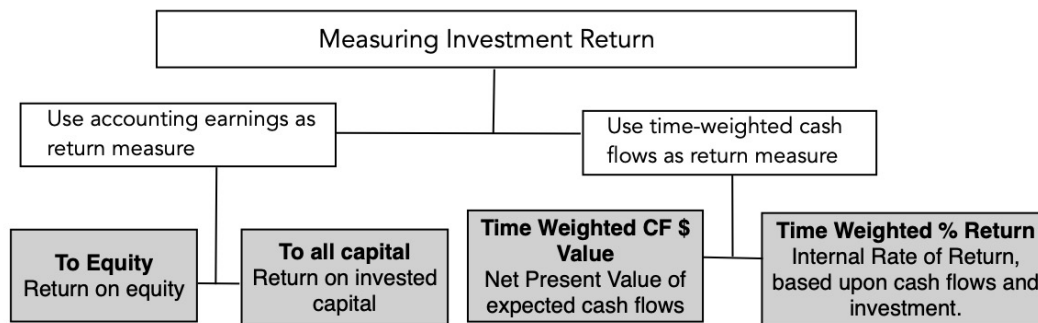 Measuring Investment Return
Use accounting earnings as
return measure
Use time-weighted cash
flows as return measure
To Equity
Return on equity
To all capital
Return on invested
capital
Time Weighted CF $
Value
Net Present Value of
expected cash flows
Time Weighted % Return
Internal Rate of Return,
based upon cash flows and
investment.